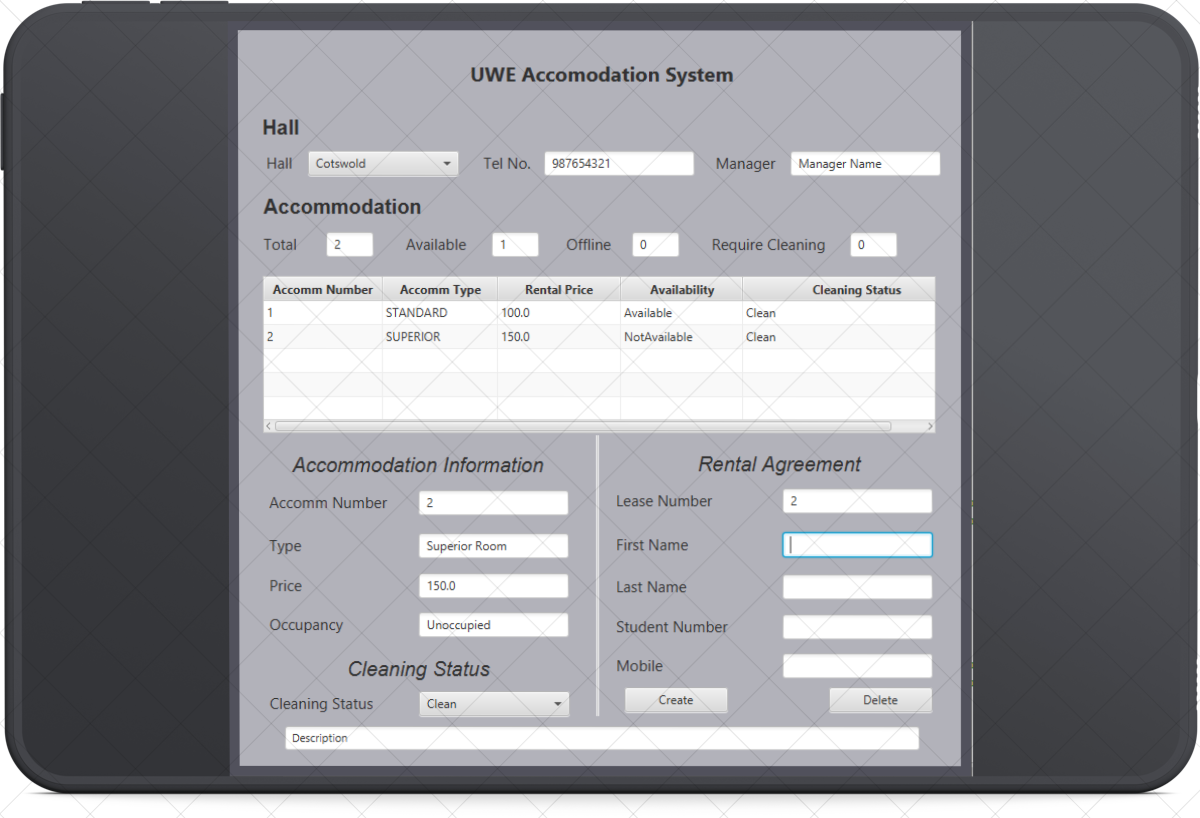 UWE Accomodation System
Hall
Hall Cotswold Tel No. 987654321 Manager Manager Name
Accommodation
Total 2 Available 1 Offline 0 Require Cleaning 0
Accomm Number Accomm Type Rental Price Availability Cleaning Status
1 STANDARD 100.0 Available Clean
2 SUPERIOR 150.0 NotAvailable Clean
Accommodation Information
Accomm Number 2
Type Superior Room
Price 150.0
Occupancy Unoccupied
Cleaning Status
Cleaning Status Clean
Rental Agreement
Lease Number 2
First Name
Last Name
Student Number
Mobile
Create Delete
Description